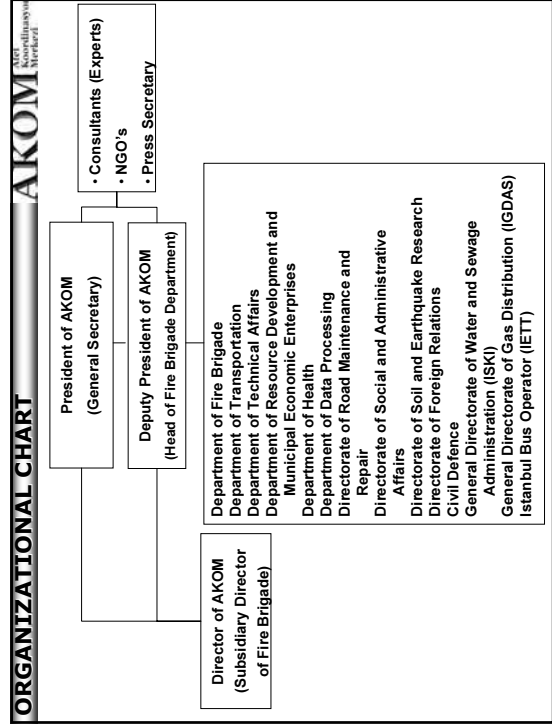 ORGANIZATIONAL CHART
AKOM
Afet
Koordinasyon
Merkezi
President of AKOM
(General Secretary)
Deputy President of AKOM
(Head of Fire Brigade Department)
• Consultants (Experts)
• NGO's
• Press Secretary
Director of AKOM
(Subsidiary Director
of Fire Brigade)
Department of Fire Brigade
Department of Transportation
Department of Technical Affairs
Department of Resource Development and
Municipal Economic Enterprises
Department of Health
Department of Data Processing
Directorate of Road Maintenance and
Repair
Directorate of Social and Administrative
Affairs
Directorate of Soil and Earthquake Research
Directorate of Foreign Relations
Civil Defence
General Directorate of Water and Sewage
Administration (ISKI)
General Directorate of Gas Distribution (IGDAS)
Istanbul Bus Operator (IETT)